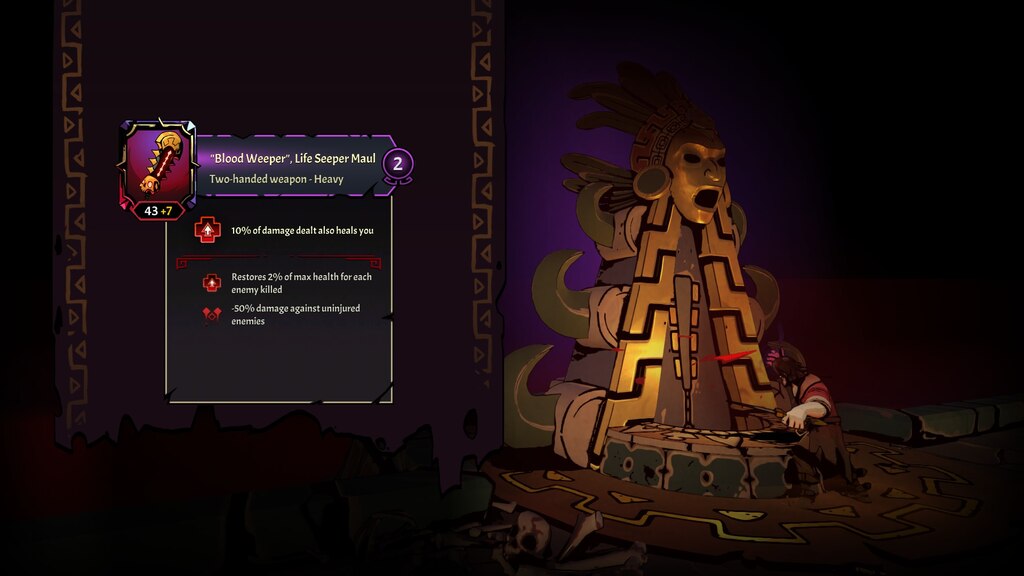 "Blood Weeper", Life Seeper Maul
2
Two-handed weapon - Heavy
43 +7
10% of damage dealt also heals you
Restores 2% of max health for each
enemy killed
-50% damage against uninjured
enemies